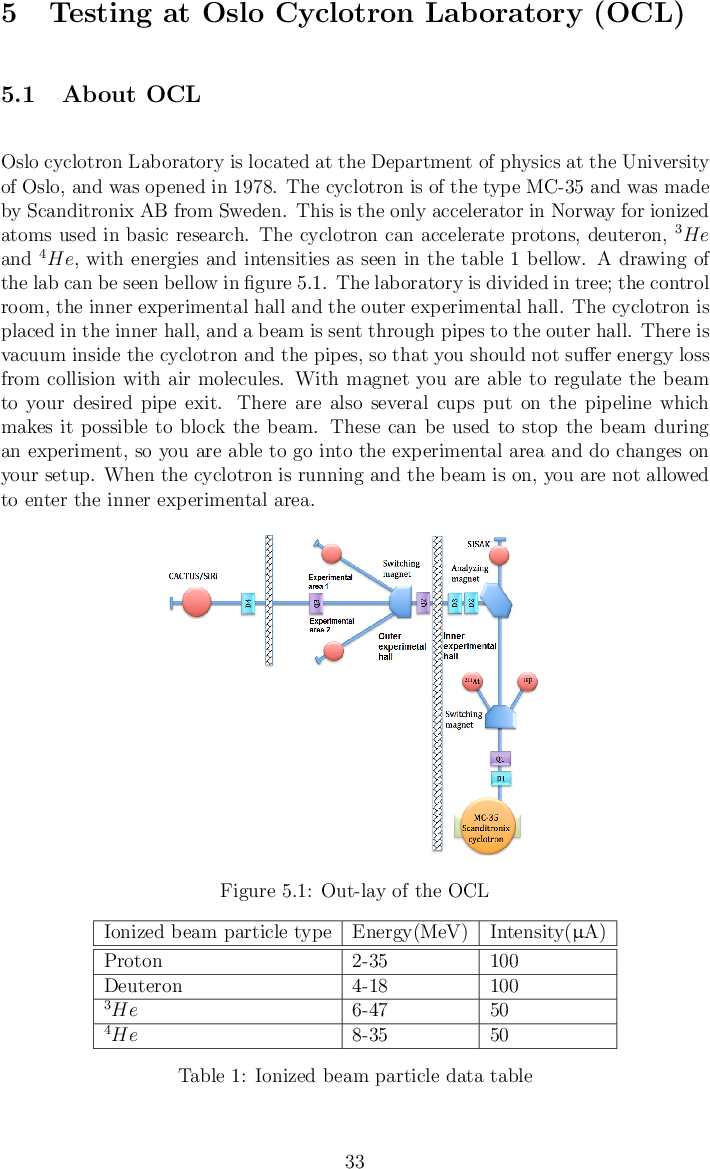 5 Testing at Oslo Cyclotron Laboratory (OCL)
5.1 About OCL
Oslo cyclotron Laboratory is located at the Department of physics at the University
of Oslo, and was opened in 1978. The cyclotron is of the type MC-35 and was made
by Scanditronix AB from Sweden. This is the only accelerator in Norway for ionized
atoms used in basic research. The cyclotron can accelerate protons, deuteron, ³He
and ⁴He, with energies and intensities as seen in the table 1 bellow. A drawing of
the lab can be seen bellow in figure 5.1. The laboratory is divided in tree; the control
room, the inner experimental hall and the outer experimental hall. The cyclotron is
placed in the inner hall, and a beam is sent through pipes to the outer hall. There is
vacuum inside the cyclotron and the pipes, so that you should not suffer energy loss
from collision with air molecules. With magnet you are able to regulate the beam
to your desired pipe exit. There are also several cups put on the pipeline which
makes it possible to block the beam. These can be used to stop the beam during
an experiment, so you are able to go into the experimental area and do changes on
your setup. When the cyclotron is running and the beam is on, you are not allowed
to enter the inner experimental area.
SISAK
Switching
magnet
Analyzing
magnet
CACTUS/SIRI
Experimental
area 1
D4
Q3
Q2
D3
D2
Experimental
area 2
Outer
experimetal
hall
Inner
experimental
hall
²¹¹At
¹⁸F
Switching
magnet
Q1
D1
MC-35
Scanditronix
cyclotron
Figure 5.1: Out-lay of the OCL
Ionized beam particle type Energy(MeV) Intensity(μA)
Proton 2-35 100
Deuteron 4-18 100
³He 6-47 50
⁴He 8-35 50
Table 1: Ionized beam particle data table
33